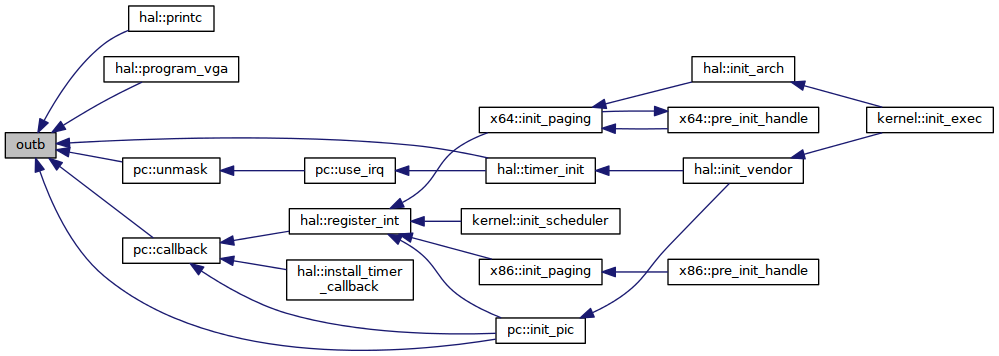 hal::printc
hal::program_vga
hal::init_arch
x64::init_paging
x64::pre_init_handle
kernel::init_exec
outb
pc::unmask
pc::use_irq
hal::timer_init
hal::init_vendor
hal::register_int
kernel::init_scheduler
pc::callback
hal::install_timer
_callback
x86::init_paging
x86::pre_init_handle
pc::init_pic